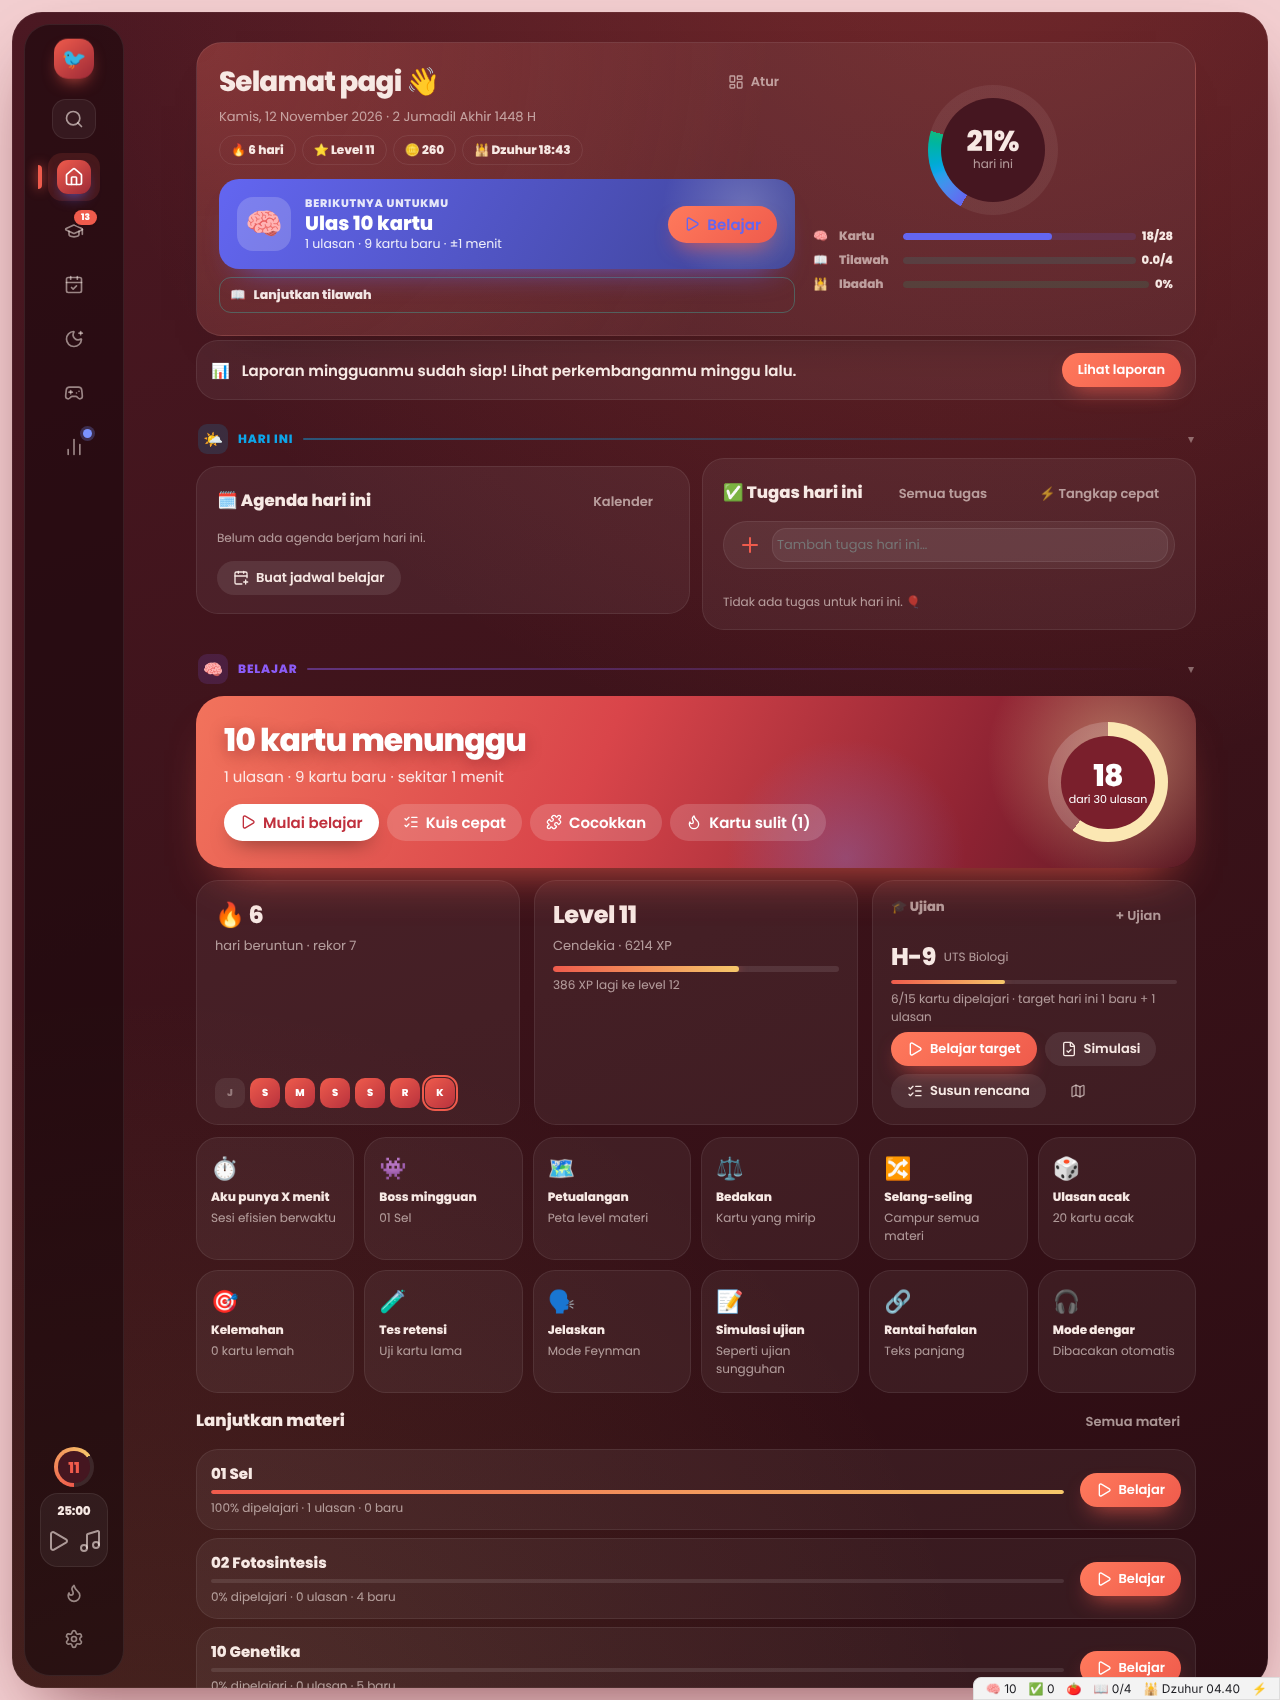 Selamat pagi 👋
Atur
Kamis, 12 November 2026 · 2 Jumadil Akhir 1448 H
🔥 6 hari
⭐ Level 11
🪙 260
🕌 Dzuhur 18:43
21%
hari ini
BERIKUTNYA UNTUKMU
Ulas 10 kartu
1 ulasan · 9 kartu baru · ±1 menit
Belajar
📖 Lanjutkan tilawah
🧠 Kartu 18/28
📖 Tilawah 0.0/4
🕌 Ibadah 0%
📊 Laporan mingguanmu sudah siap! Lihat perkembanganmu minggu lalu.
Lihat laporan
13
HARI INI
🗓️ Agenda hari ini
Kalender
Belum ada agenda berjam hari ini.
Buat jadwal belajar
✅ Tugas hari ini
Semua tugas
⚡ Tangkap cepat
Tambah tugas hari ini…
Tidak ada tugas untuk hari ini. 🎈
BELAJAR
10 kartu menunggu
1 ulasan · 9 kartu baru · sekitar 1 menit
Mulai belajar
Kuis cepat
Cocokkan
Kartu sulit (1)
18
dari 30 ulasan
🔥 6
hari beruntun · rekor 7
J S M S S R K
Level 11
Cendekia · 6214 XP
386 XP lagi ke level 12
🎓 Ujian
+ Ujian
H-9 UTS Biologi
6/15 kartu dipelajari · target hari ini 1 baru + 1
ulasan
Belajar target
Simulasi
Susun rencana
Aku punya X menit
Sesi efisien berwaktu
Boss mingguan
01 Sel
Petualangan
Peta level materi
Bedakan
Kartu yang mirip
Selang-seling
Campur semua
materi
Ulasan acak
20 kartu acak
Kelemahan
0 kartu lemah
Tes retensi
Uji kartu lama
Jelaskan
Mode Feynman
Simulasi ujian
Seperti ujian
sungguhan
Rantai hafalan
Teks panjang
Mode dengar
Dibacakan otomatis
Lanjutkan materi
Semua materi
01 Sel
100% dipelajari · 1 ulasan · 0 baru
Belajar
02 Fotosintesis
0% dipelajari · 0 ulasan · 4 baru
Belajar
10 Genetika
0% dipelajari · 0 ulasan · 5 baru
Belajar
11
25:00
🧠 10 ✅ 0 🍅 📖 0/4 🕌 Dzuhur 04.40 ⚡